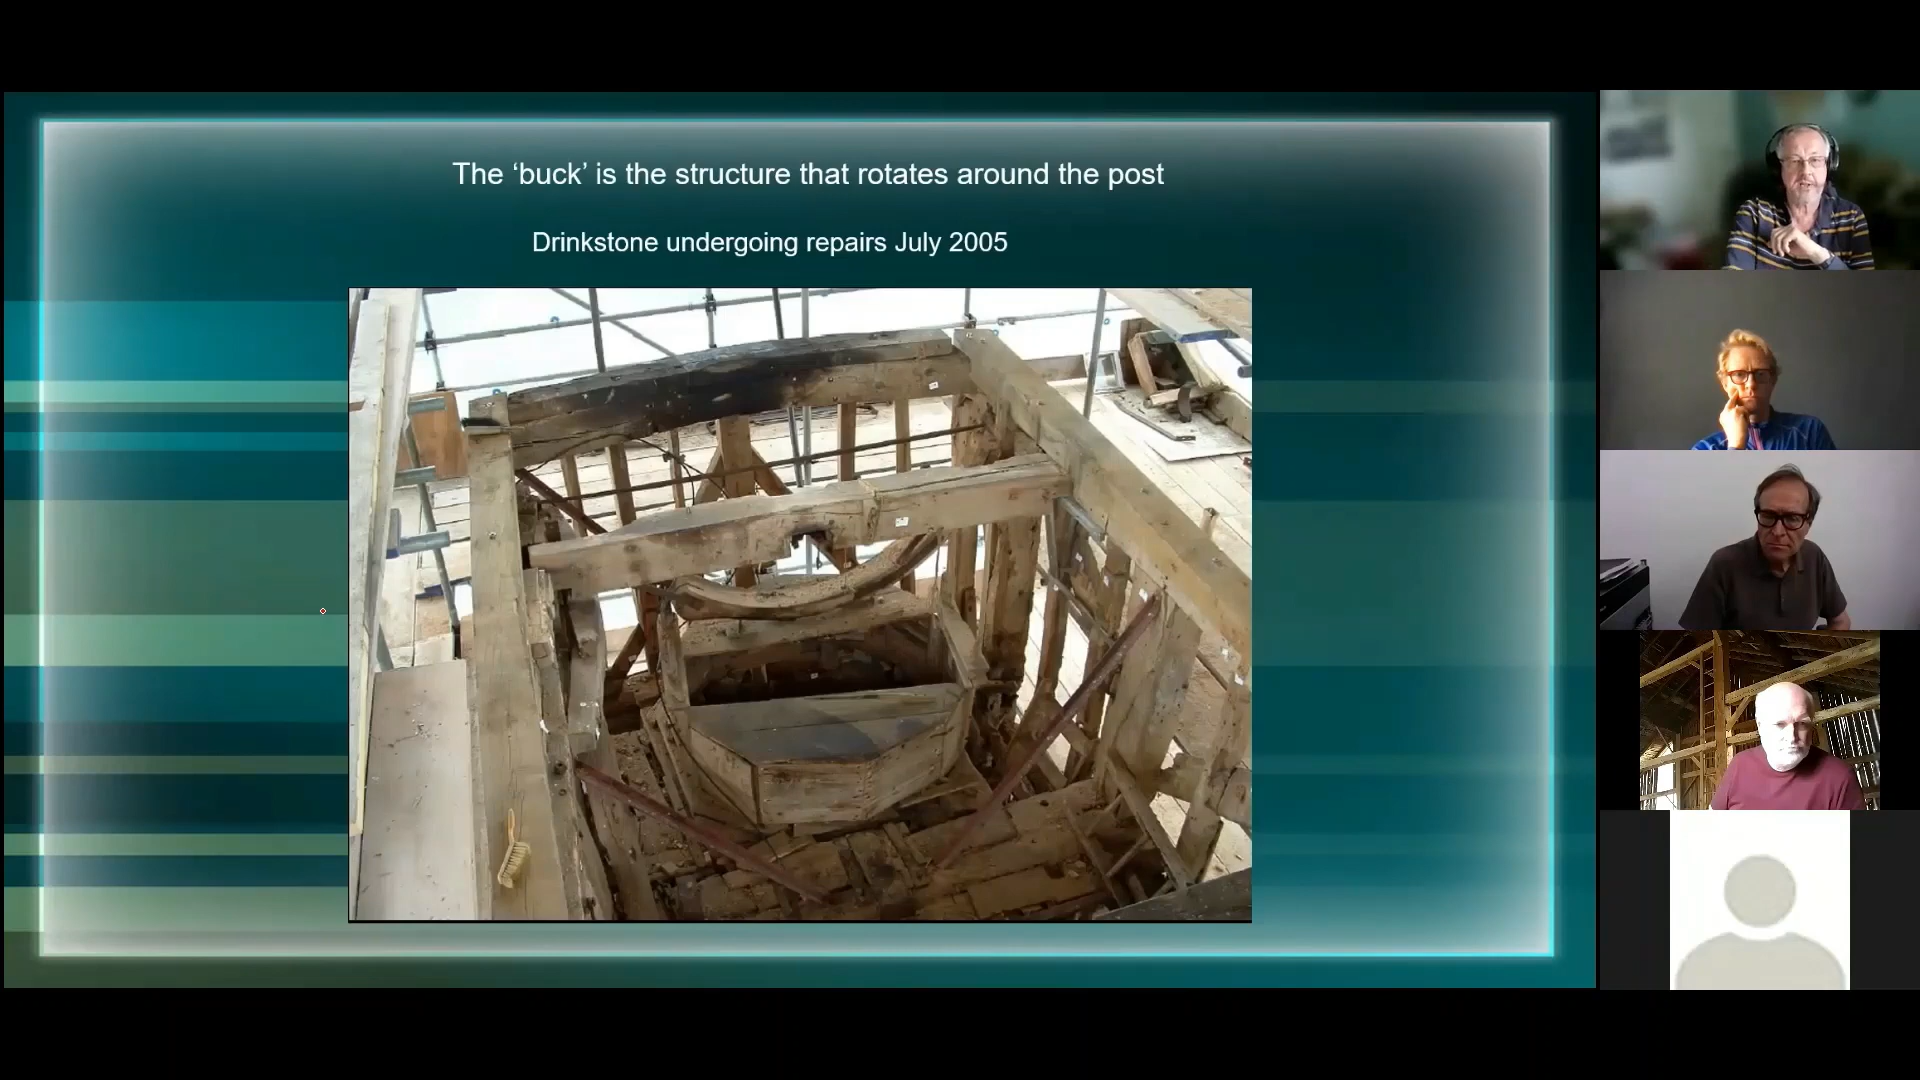 The ‘buck’ is the structure that rotates around the post
Drinkstone undergoing repairs July 2005